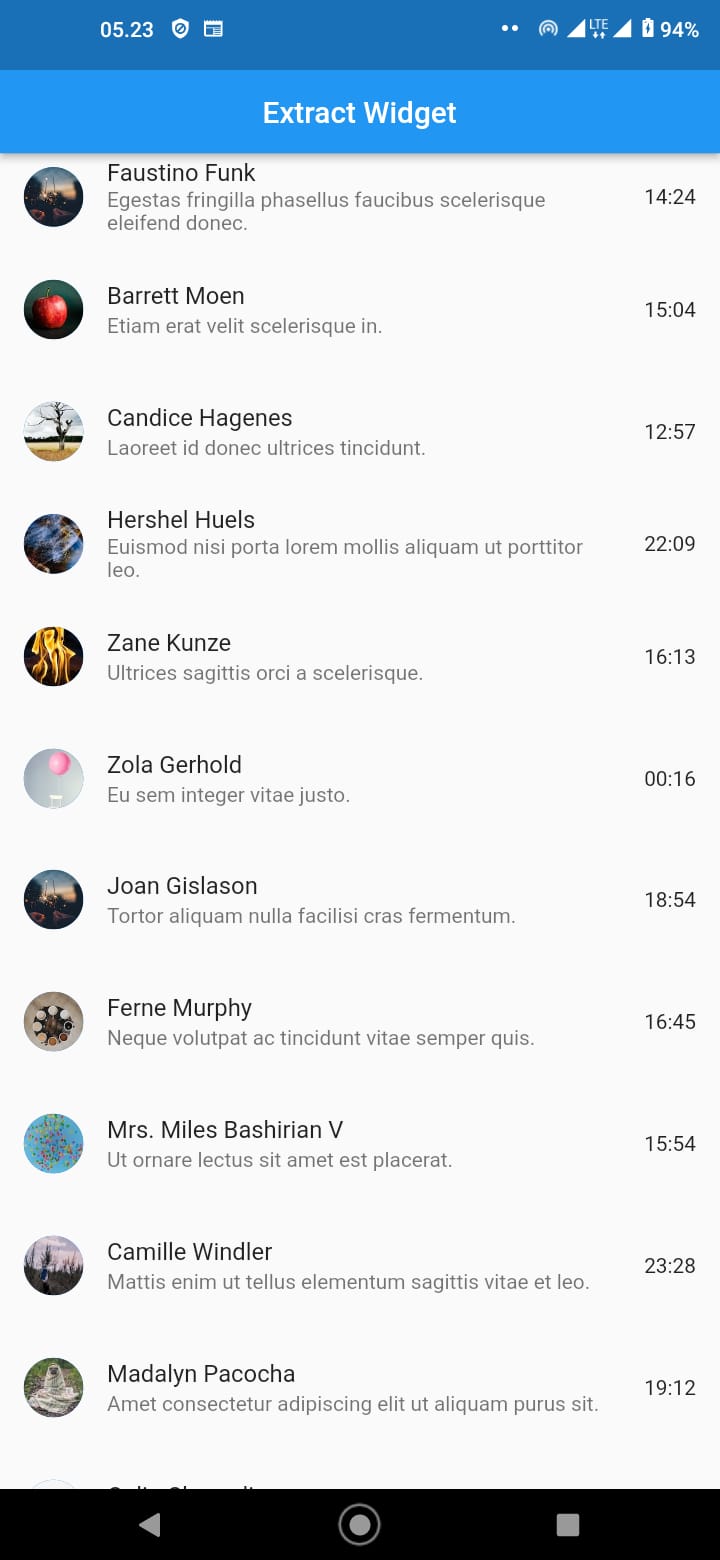 05.23
LTE
94%
Extract Widget
Faustino Funk
Egestas fringilla phasellus faucibus scelerisque
eleifend donec.
14:24
Barrett Moen
Etiam erat velit scelerisque in.
15:04
Candice Hagenes
Laoreet id donec ultrices tincidunt.
12:57
Hershel Huels
Euismod nisi porta lorem mollis aliquam ut porttitor
leo.
22:09
Zane Kunze
Ultrices sagittis orci a scelerisque.
16:13
Zola Gerhold
Eu sem integer vitae justo.
00:16
Joan Gislason
Tortor aliquam nulla facilisi cras fermentum.
18:54
Ferne Murphy
Neque volutpat ac tincidunt vitae semper quis.
16:45
Mrs. Miles Bashirian V
Ut ornare lectus sit amet est placerat.
15:54
Camille Windler
Mattis enim ut tellus elementum sagittis vitae et leo.
23:28
Madalyn Pacocha
Amet consectetur adipiscing elit ut aliquam purus sit.
19:12